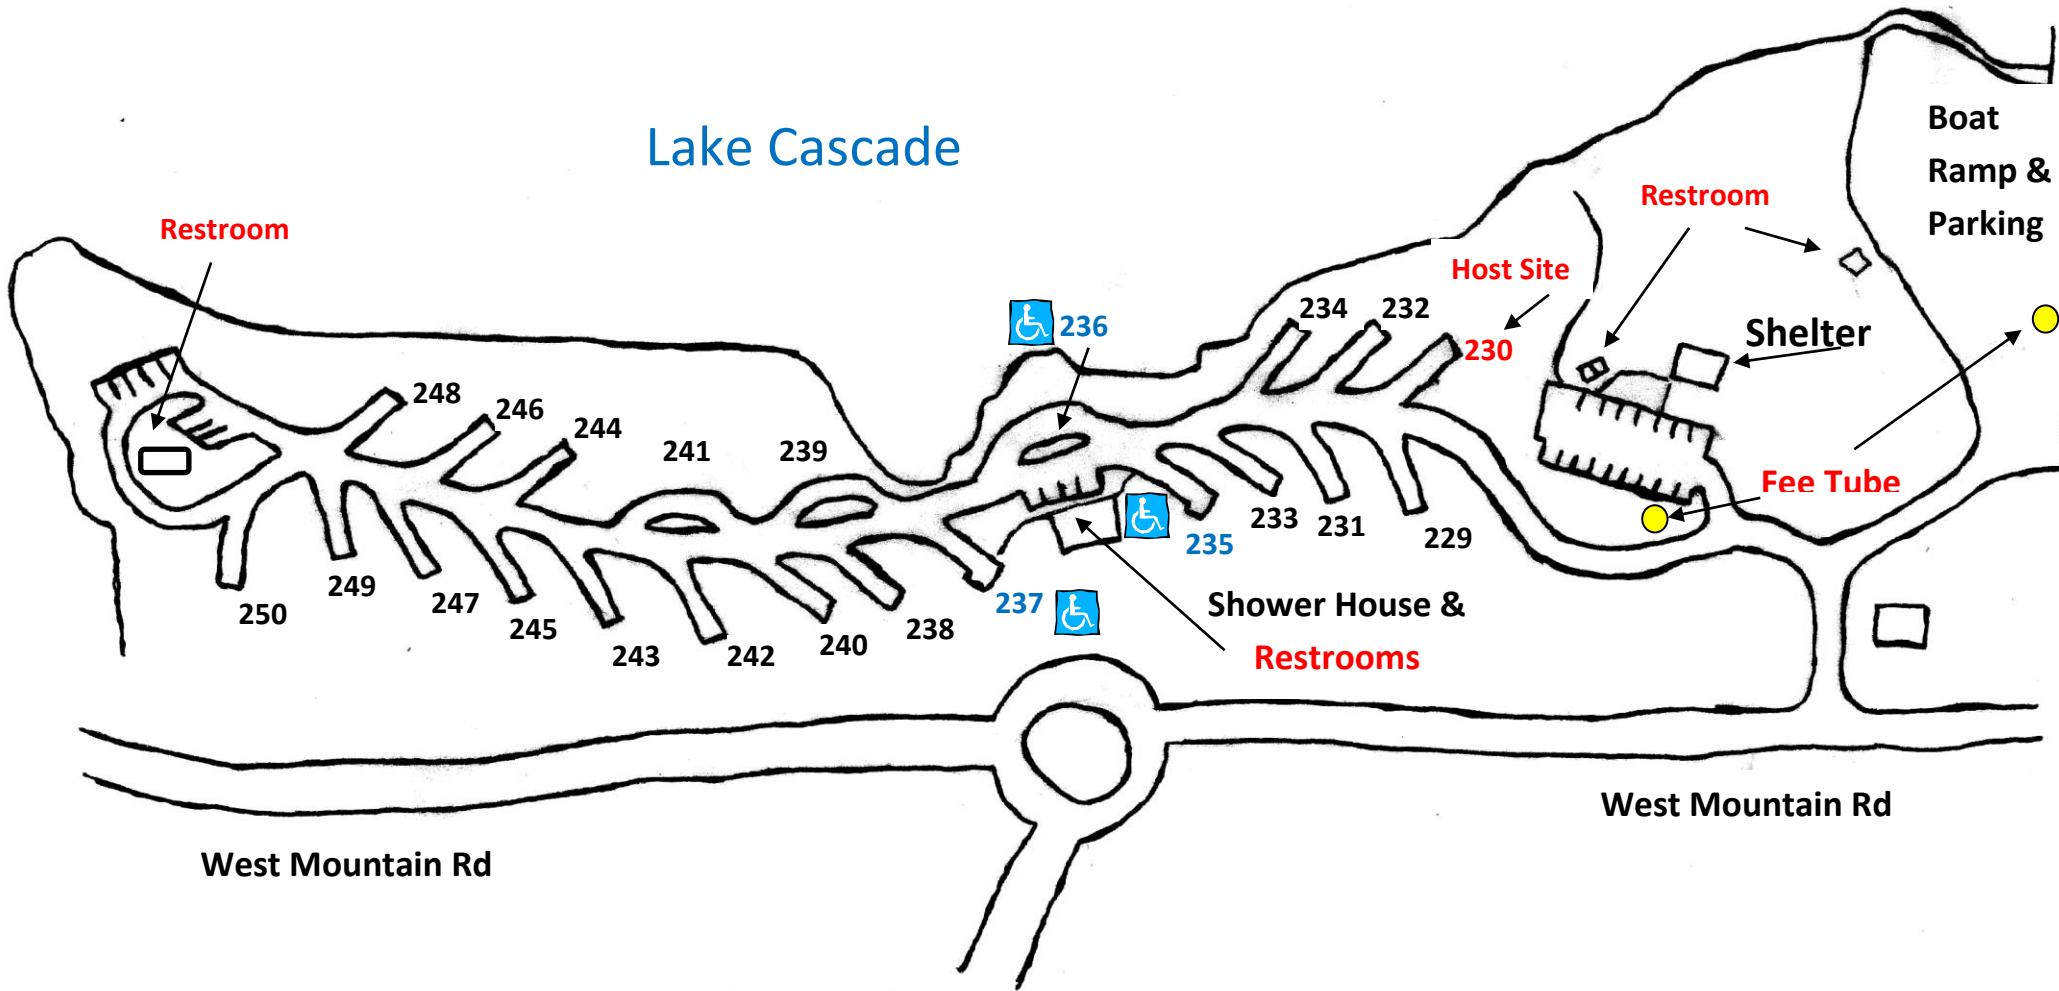 Lake Cascade
Boat
Ramp &
Parking
Restroom
Restroom
Host Site
236
234
232
230
Shelter
248
246
244
241
239
Fee Tube
235
233
231
229
250
249
247
245
243
242
240
238
237
Shower House &
Restrooms
West Mountain Rd
West Mountain Rd